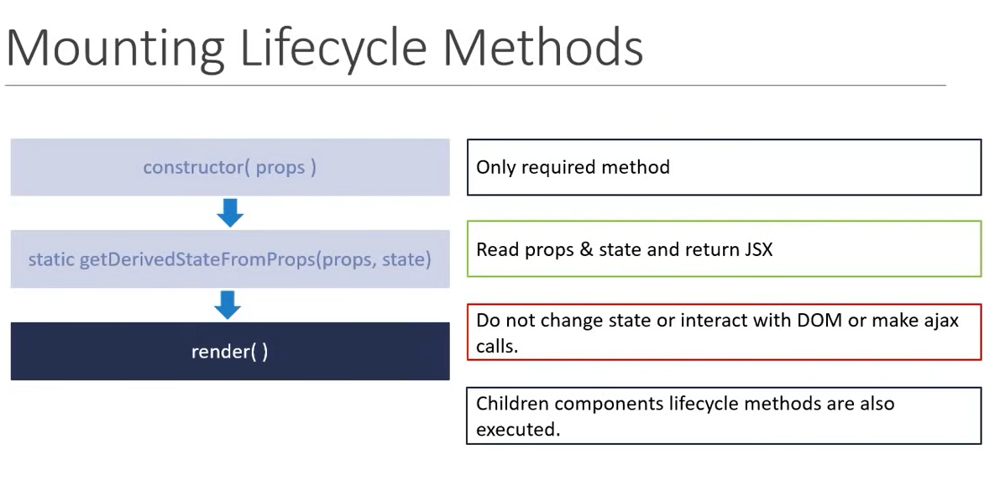 Mounting Lifecycle Methods
constructor( props )
static getDerivedStateFromProps(props, state)
render( )
Only required method
Read props & state and return JSX
Do not change state or interact with DOM or make ajax
calls.
Children components lifecycle methods are also
executed.